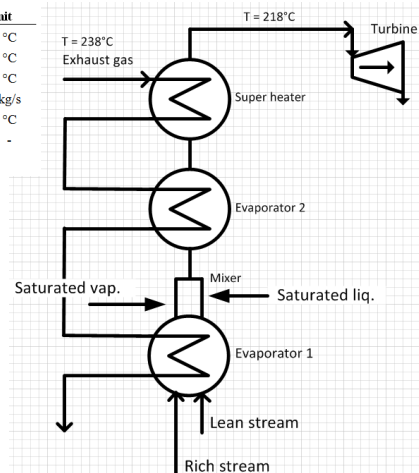 nit
°C
°C
°C
kg/s
°C
-
T = 218°C
Turbine
T = 238°C
Exhaust gas
Super heater
Evaporator 2
Mixer
Saturated vap.
Saturated liq.
Evaporator 1
Lean stream
Rich stream